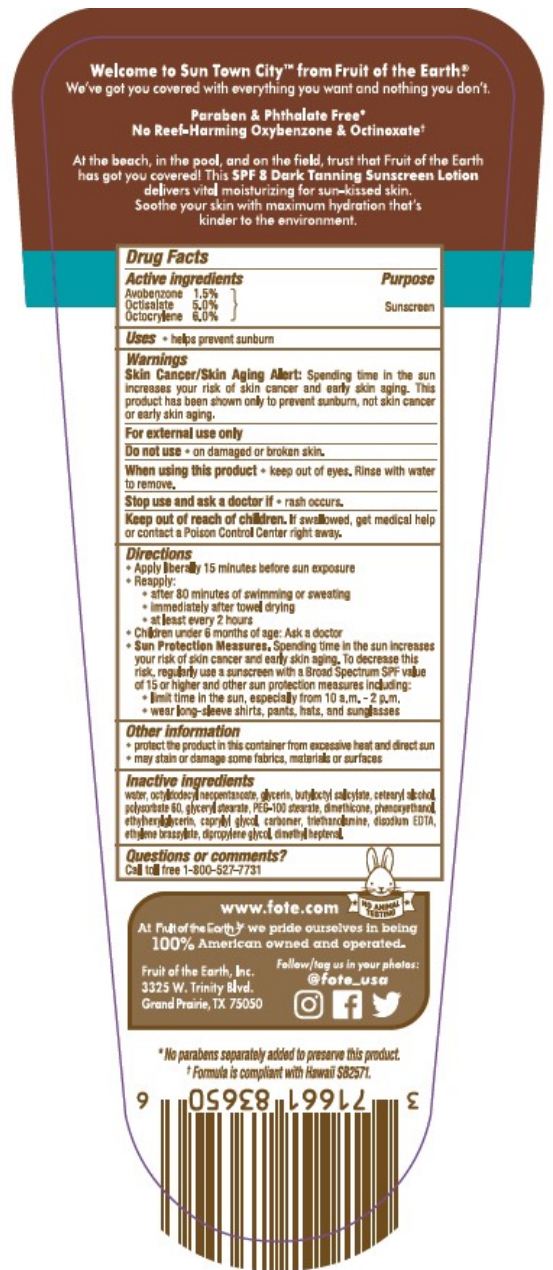 Welcome to Sun Town City™ from Fruit of the Earth®
We've got you covered with everything you want and nothing you don't.
Paraben & Phthalate Free*
No Reef-Harming Oxybenzone & Octinoxate†
At the beach, in the pool, and on the field, trust that Fruit of the Earth
has got you covered! This SPF 8 Dark Tanning Sunscreen Lotion
delivers vital moisturizing for sun-kissed skin.
Soothe your skin with maximum hydration that's
kinder to the environment.
Drug Facts
Active ingredients Purpose
Avobenzone 1.5%
Octisalate 5.0% Sunscreen
Octocrylene 6.0%
Uses • helps prevent sunburn
Warnings
Skin Cancer/Skin Aging Alert: Spending time in the sun
increases your risk of skin cancer and early skin aging. This
product has been shown only to prevent sunburn, not skin cancer
or early skin aging.
For external use only
Do not use • on damaged or broken skin.
When using this product • keep out of eyes. Rinse with water
to remove.
Stop use and ask a doctor if • rash occurs.
Keep out of reach of children. If swallowed, get medical help
or contact a Poison Control Center right away.
Directions
• Apply liberally 15 minutes before sun exposure
• Reapply:
• after 80 minutes of swimming or sweating
• immediately after towel drying
• at least every 2 hours
• Children under 6 months of age: Ask a doctor
• Sun Protection Measures. Spending time in the sun increases
your risk of skin cancer and early skin aging. To decrease this
risk, regularly use a sunscreen with a Broad Spectrum SPF value
of 15 or higher and other sun protection measures including:
• limit time in the sun, especially from 10 a.m. - 2 p.m.
• wear long-sleeve shirts, pants, hats, and sunglasses
Other information
• protect the product in this container from excessive heat and direct sun
• may stain or damage some fabrics, materials or surfaces
Inactive ingredients
water, octyldodecyl neopentanoate, glycerin, butyloctyl salicylate, cetearyl alcohol,
polysorbate 60, glyceryl stearate, PEG-100 stearate, dimethicone, phenoxyethanol,
ethylhexylglycerin, caprylyl glycol, carbomer, triethanolamine, disodium EDTA,
ethylene brassylate, dipropylene glycol, dimethyl heptenal.
Questions or comments?
Call toll free 1-800-527-7731
NO ANIMAL
TESTING
www.fote.com
At Fruit of the Earth, we pride ourselves in being
100% American owned and operated.
Fruit of the Earth, Inc.
3325 W. Trinity Blvd.
Grand Prairie, TX 75050
Follow/tag us in your photos:
@fote_usa
* No parabens separately added to preserve this product.
† Formula is compliant with Hawaii SB2571.
3 71661 83650 9